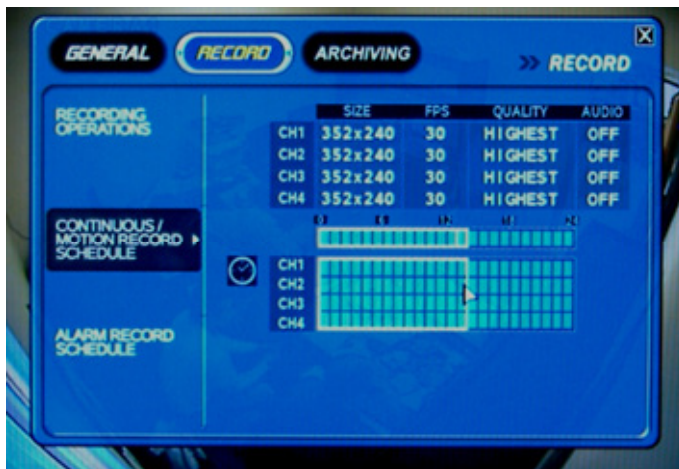 GENERAL RECORD ARCHIVING
X
» RECORD
RECORDING
OPERATIONS
SIZE FPS QUALITY AUDIO
CH1 352x240 30 HIGHEST OFF
CH2 352x240 30 HIGHEST OFF
CH3 352x240 30 HIGHEST OFF
CH4 352x240 30 HIGHEST OFF
12 18
CONTINUOUS /
MOTION RECORD
SCHEDULE
CH1
CH2
CH3
CH4
ALARM RECORD
SCHEDULE